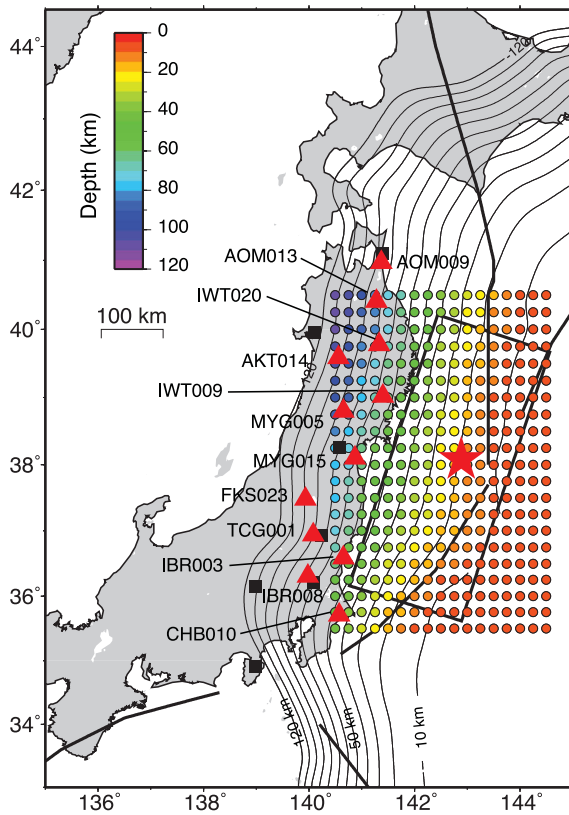 44°
42°
40°
38°
36°
34°
136°
138°
140°
142°
144°
0
20
40
60
80
100
120
Depth (km)
100 km
-120
AOM013
AOM009
IWT020
AKT014
120
IWT009
MYG005
MYG015
FKS023
TCG001
IBR003
IBR008
CHB010
120 km
50 km
10 km